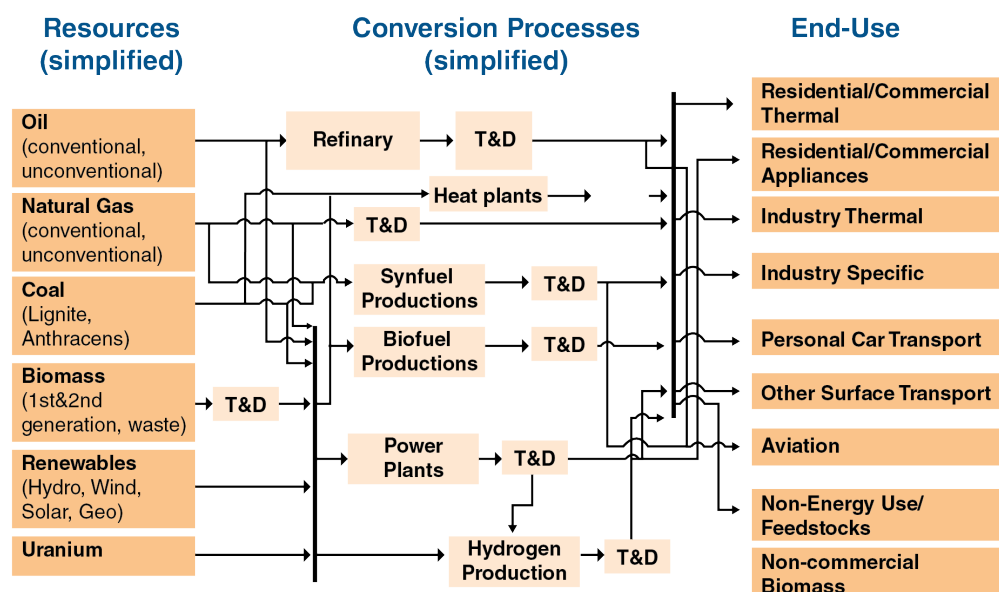 Resources
(simplified)
Conversion Processes
(simplified)
End-Use
Oil
(conventional,
unconventional)
Natural Gas
(conventional,
unconventional)
Coal
(Lignite,
Anthracens)
Biomass
(1st&2nd
generation, waste)
Renewables
(Hydro, Wind,
Solar, Geo)
Uranium
T&D
Refinary
T&D
Heat plants
T&D
Synfuel
Productions
T&D
Biofuel
Productions
T&D
Power
Plants
T&D
Hydrogen
Production
T&D
Residential/Commercial
Thermal
Residential/Commercial
Appliances
Industry Thermal
Industry Specific
Personal Car Transport
Other Surface Transport
Aviation
Non-Energy Use/
Feedstocks
Non-commercial
Biomass